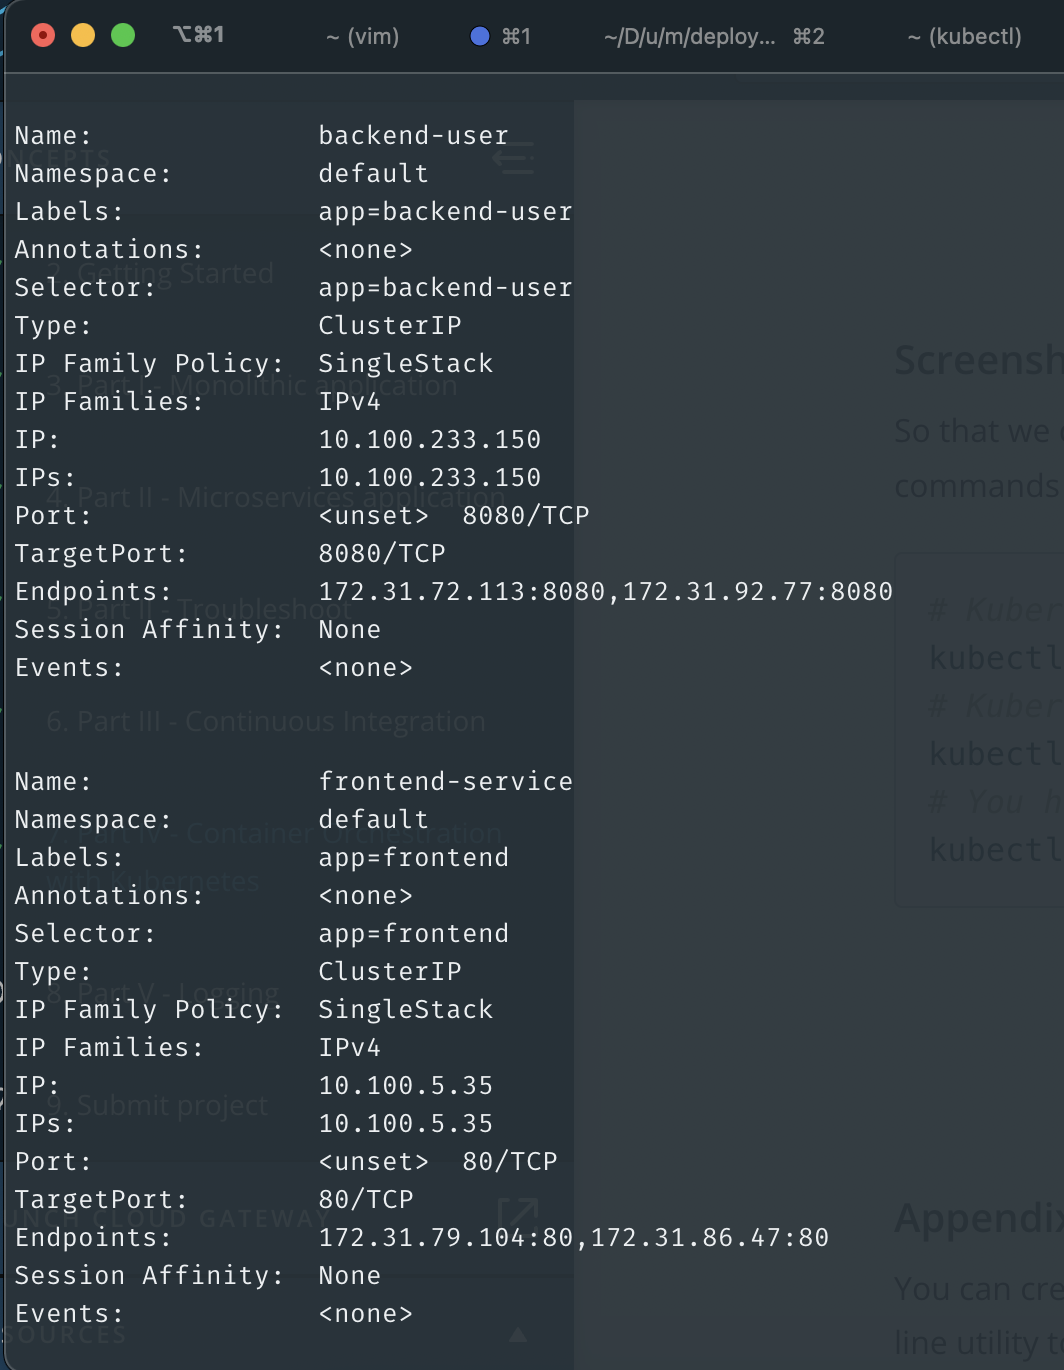 ⌥⌘1 ~ (vim) ⌘1 ~/D/u/m/deploy... ⌘2 ~ (kubectl)
Name: backend-user
Namespace: default
Labels: app=backend-user
Annotations: <none>
Selector: app=backend-user
Type: ClusterIP
IP Family Policy: SingleStack
IP Families: IPv4
IP: 10.100.233.150
IPs: 10.100.233.150
Port: <unset> 8080/TCP
TargetPort: 8080/TCP
Endpoints: 172.31.72.113:8080,172.31.92.77:8080
Session Affinity: None
Events: <none>
Name: frontend-service
Namespace: default
Labels: app=frontend
Annotations: <none>
Selector: app=frontend
Type: ClusterIP
IP Family Policy: SingleStack
IP Families: IPv4
IP: 10.100.5.35
IPs: 10.100.5.35
Port: <unset> 80/TCP
TargetPort: 80/TCP
Endpoints: 172.31.79.104:80,172.31.86.47:80
Session Affinity: None
Events: <none>
2. Getting Started
3. Part I - Monolithic application
4. Part II - Microservices application
5. Part II - Troubleshoot
6. Part III - Continuous Integration
7. Part IV - Container Orchestration
with Kubernetes
8. Part V - Logging
9. Submit project
CLOUD GATEWAY
Screensh
So that we
commands
# Kuber
kubectl
# Kuber
kubectl
# You h
kubectl
Appendix
You can cre
line utility to